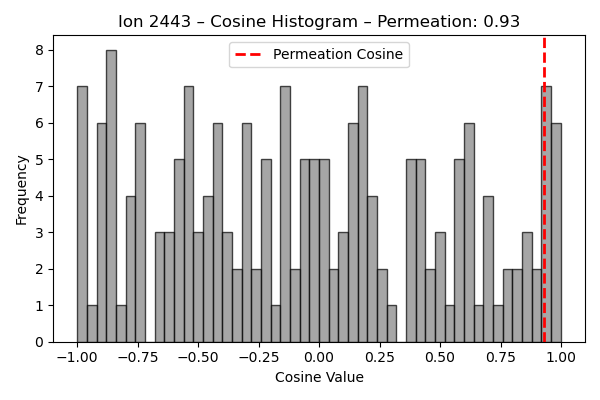 Ion 2443 – Cosine Histogram – Permeation: 0.93
Permeation Cosine
Frequency
8
7
6
5
4
3
2
1
0
−1.00 −0.75 −0.50 −0.25 0.00 0.25 0.50 0.75 1.00
Cosine Value